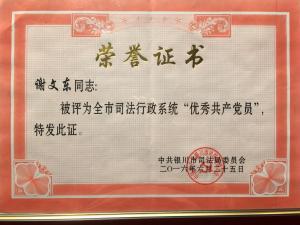 荣誉证书
谢文东同志:
被评为全市司法行政系统“优秀共产党员”，
特发此证。
中共银川市司法局委员会
二〇一六年六月二十五日